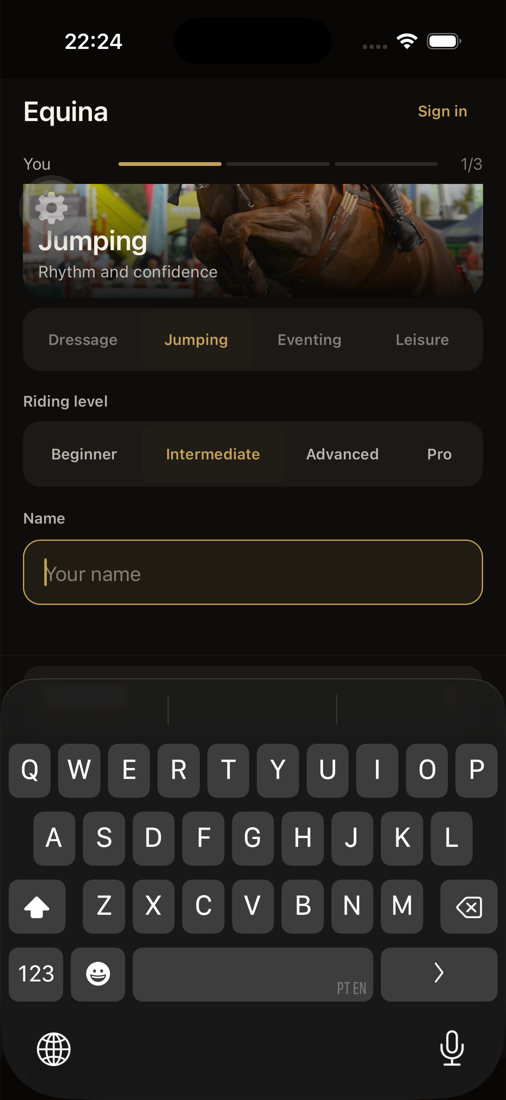 22:24
Equina
Sign in
You
1/3
Jumping
Rhythm and confidence
Dressage Jumping Eventing Leisure
Riding level
Beginner Intermediate Advanced Pro
Name
Your name
Q W E R T Y U I O P
A S D F G H J K L
Z X C V B N M
123
PT EN